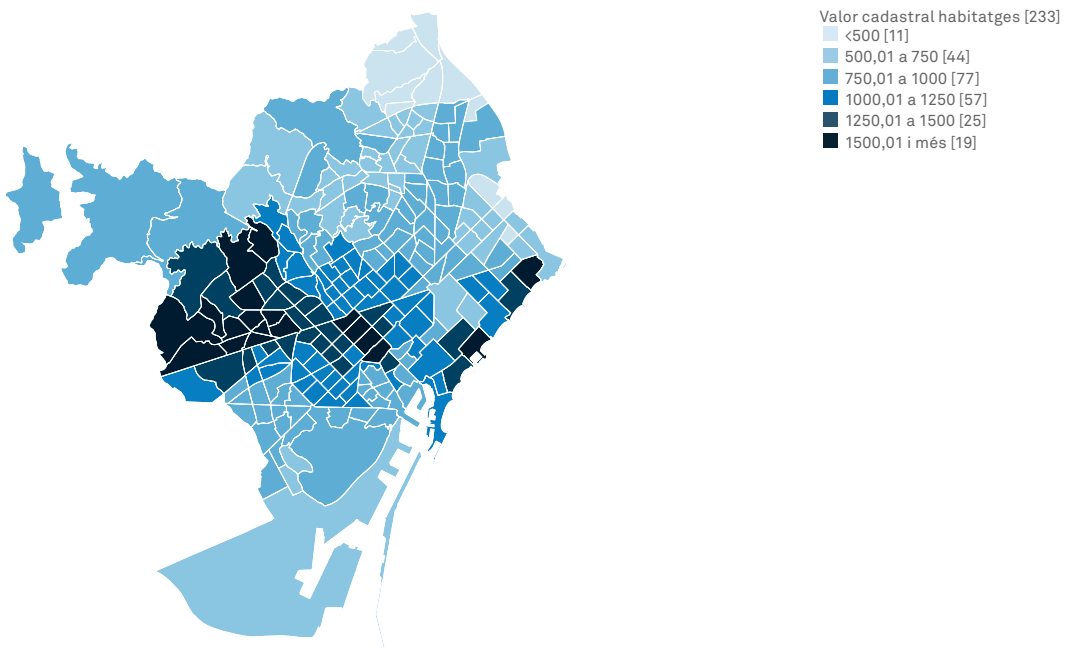 Valor cadastral habitatges [233]
<500 [11]
500,01 a 750 [44]
750,01 a 1000 [77]
1000,01 a 1250 [57]
1250,01 a 1500 [25]
1500,01 i més [19]